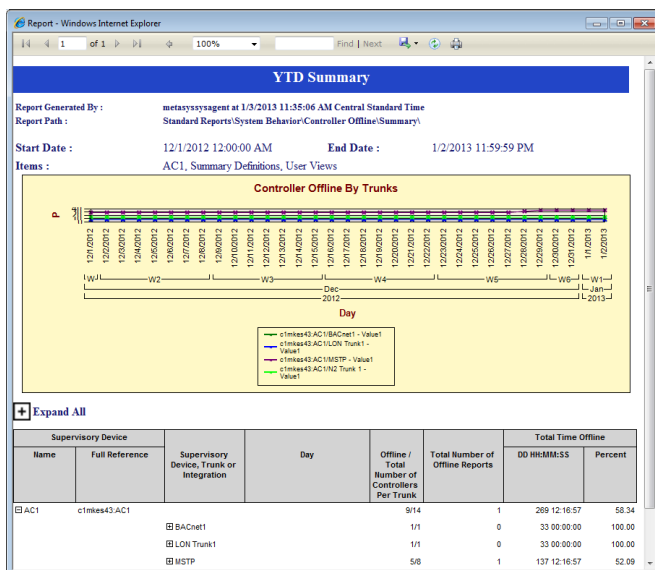 Report - Windows Internet Explorer
1 of 1 100% Find | Next
YTD Summary
Report Generated By : metasyssysagent at 1/3/2013 11:35:06 AM Central Standard Time
Report Path : Standard Reports\System Behavior\Controller Offline\Summary\
Start Date : 12/1/2012 12:00:00 AM End Date : 1/2/2013 11:59:59 PM
Items : AC1, Summary Definitions, User Views
Controller Offline By Trunks
P
12/1/2012 12/2/2012 12/3/2012 12/4/2012 12/5/2012 12/6/2012 12/7/2012 12/8/2012 12/9/2012 12/10/2012 12/11/2012 12/12/2012 12/13/2012 12/14/2012 12/15/2012 12/16/2012 12/17/2012 12/18/2012 12/19/2012 12/20/2012 12/21/2012 12/22/2012 12/23/2012 12/24/2012 12/25/2012 12/26/2012 12/27/2012 12/28/2012 12/29/2012 12/30/2012 12/31/2012 1/1/2013 1/2/2013
W W2 W3 W4 W5 W6 W1
Dec Jan
2012 2013
Day
c1mkes43:AC1/BACnet1 - Value1
c1mkes43:AC1/LON Trunk1 -
Value1
c1mkes43:AC1/MSTP - Value1
c1mkes43:AC1/N2 Trunk 1 -
Value1
+ Expand All
Supervisory Device Total Time Offline
Name Full Reference Supervisory Device, Trunk or Integration Day Offline / Total Number of Controllers Per Trunk Total Number of Offline Reports DD HH:MM:SS Percent
AC1 c1mkes43:AC1 9/14 1 269 12:16:57 58.34
BACnet1 1/1 0 33 00:00:00 100.00
LON Trunk1 1/1 0 33 00:00:00 100.00
MSTP 5/8 1 137 12:16:57 52.09